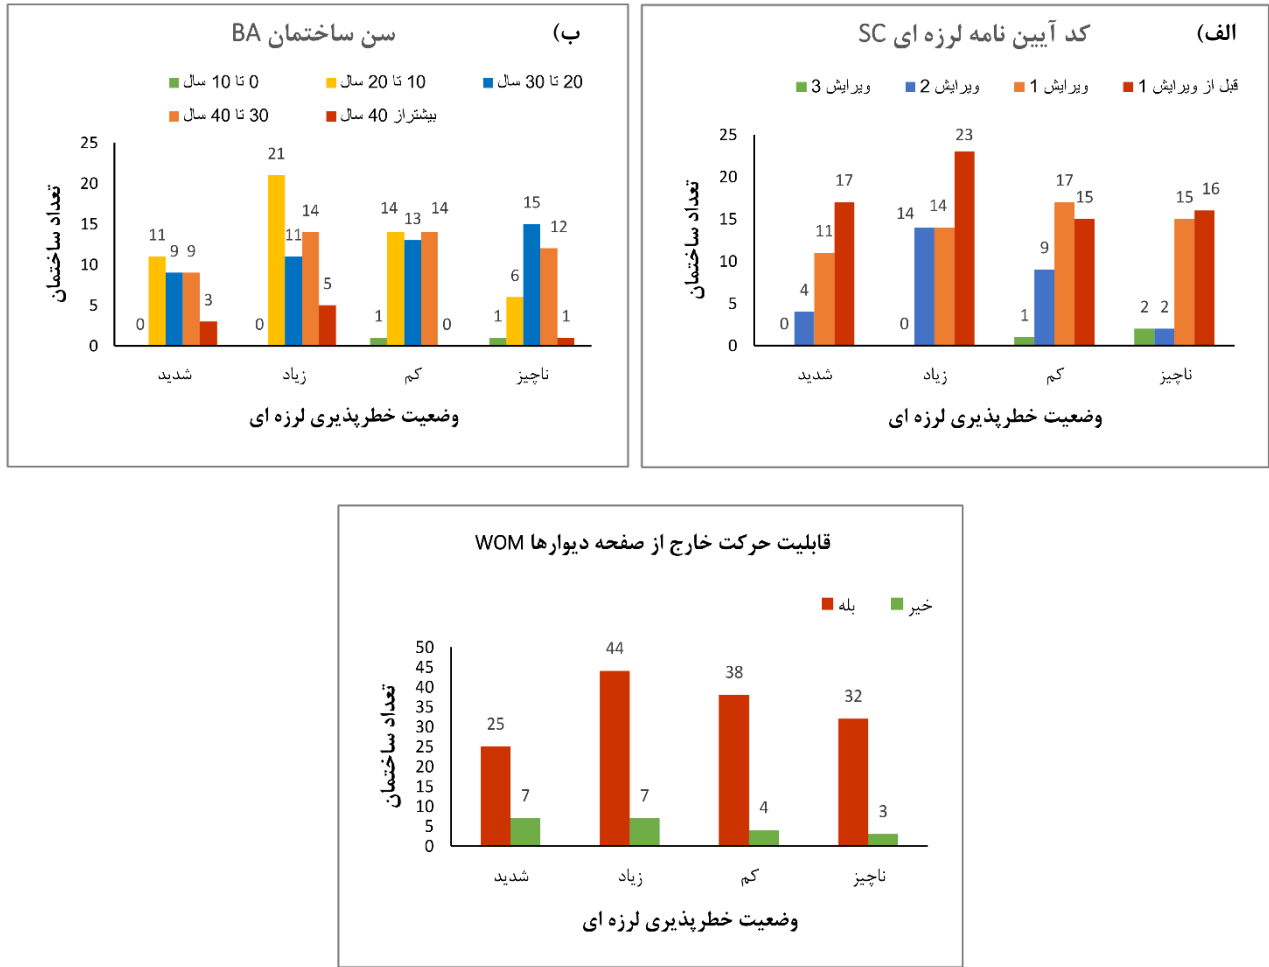 الف) کد آیین نامه لرزه ای SC
ویرایش 3 ویرایش 2 ویرایش 1 قبل از ویرایش 1
تعداد ساختمان
25
20
15
10
5
0
0 4 11 17
0 14 14 23
1 9 17 15
2 2 15 16
شدید زیاد کم ناچیز
وضعیت خطرپذیری لرزه ای
ب) سن ساختمان BA
0 تا 10 سال 10 تا 20 سال 20 تا 30 سال
30 تا 40 سال بیشتراز 40 سال
تعداد ساختمان
25
20
15
10
5
0
0 11 9 9 3
0 21 11 14 5
1 14 13 14 0
1 6 15 12 1
شدید زیاد کم ناچیز
وضعیت خطرپذیری لرزه ای
قابلیت حرکت خارج از صفحه دیوارها WOM
بله خیر
تعداد ساختمان
50
45
40
35
30
25
20
15
10
5
0
25 7
44 7
38 4
32 3
شدید زیاد کم ناچیز
وضعیت خطرپذیری لرزه ای